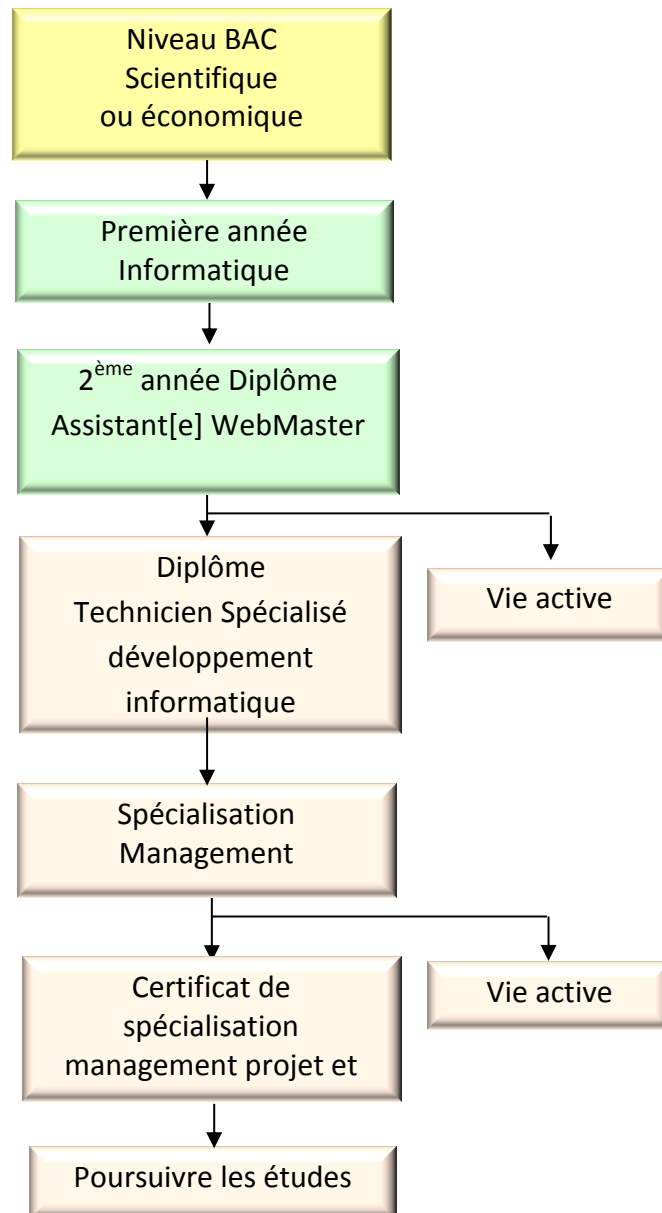 Niveau BAC
Scientifique
ou économique
Première année
Informatique
2ème année Diplôme
Assistant[e] WebMaster
Diplôme
Technicien Spécialisé
développement
informatique
Vie active
Spécialisation
Management
Certificat de
spécialisation
management projet et
Vie active
Poursuivre les études